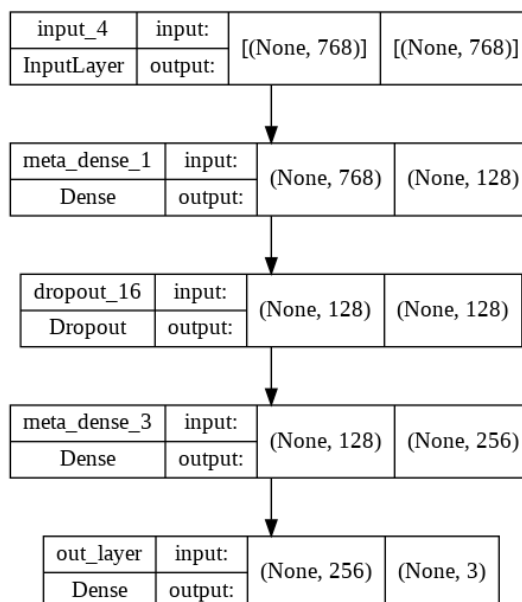 input_4 input: [(None, 768)] [(None, 768)]
InputLayer output:
meta_dense_1 input: (None, 768) (None, 128)
Dense output:
dropout_16 input: (None, 128) (None, 128)
Dropout output:
meta_dense_3 input: (None, 128) (None, 256)
Dense output:
out_layer input: (None, 256) (None, 3)
Dense output: